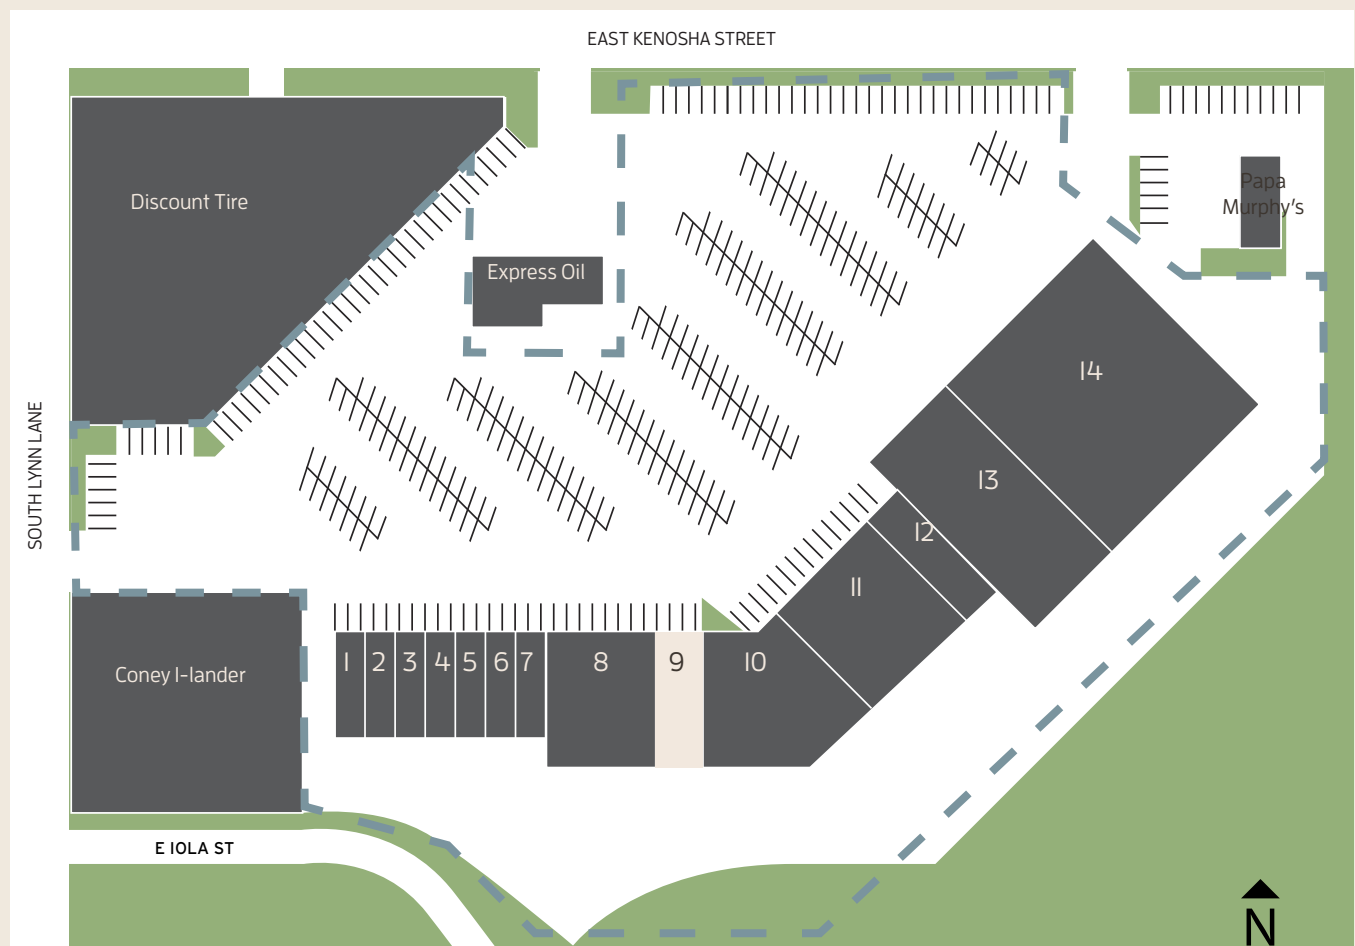 EAST KENOSHA STREET
Discount Tire
Papa
Murphy's
Express Oil
SOUTH LYNN LANE
14
13
12
11
Coney I-lander
1 2 3 4 5 6 7 8 9 10
E IOLA ST
N